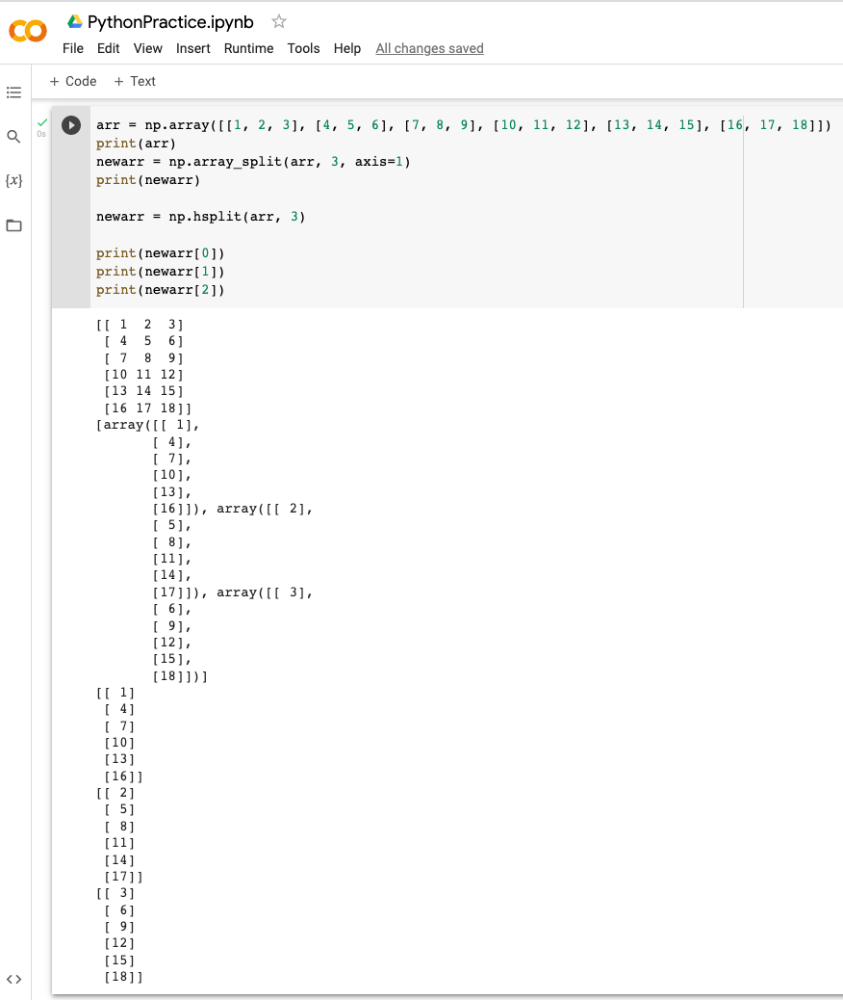 PythonPractice.ipynb
File Edit View Insert Runtime Tools Help All changes saved
+ Code + Text
0s
{x}
arr = np.array([[1, 2, 3], [4, 5, 6], [7, 8, 9], [10, 11, 12], [13, 14, 15], [16, 17, 18]])
print(arr)
newarr = np.array_split(arr, 3, axis=1)
print(newarr)

newarr = np.hsplit(arr, 3)

print(newarr[0])
print(newarr[1])
print(newarr[2])
[[ 1  2  3]
 [ 4  5  6]
 [ 7  8  9]
 [10 11 12]
 [13 14 15]
 [16 17 18]]
[array([[ 1],
       [ 4],
       [ 7],
       [10],
       [13],
       [16]]), array([[ 2],
       [ 5],
       [ 8],
       [11],
       [14],
       [17]]), array([[ 3],
       [ 6],
       [ 9],
       [12],
       [15],
       [18]])]
[[ 1]
 [ 4]
 [ 7]
 [10]
 [13]
 [16]]
[[ 2]
 [ 5]
 [ 8]
 [11]
 [14]
 [17]]
[[ 3]
 [ 6]
 [ 9]
 [12]
 [15]
 [18]]